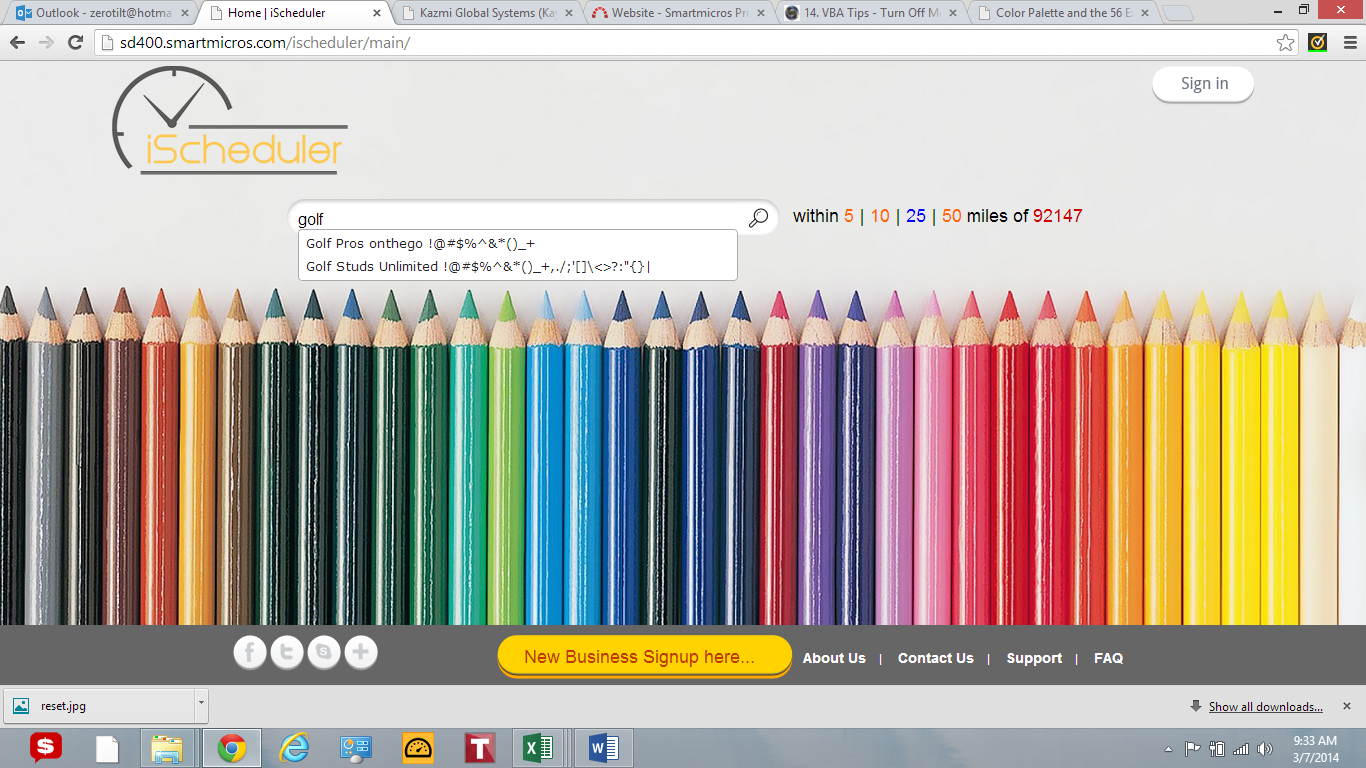 Outlook - zerotilt@hotma
Home | iScheduler
Kazmi Global Systems (Ka
Website - Smartmicros Pr
14. VBA Tips - Turn Off M
Color Palette and the 56 E
sd400.smartmicros.com/ischeduler/main/
Sign in
iScheduler
golf
within 5 | 10 | 25 | 50 miles of 92147
Golf Pros onthego !@#$%^&*()_+
Golf Studs Unlimited !@#$%^&*()_+,./;'[]\<>?:"{}|
New Business Signup here...
About Us | Contact Us | Support | FAQ
reset.jpg
Show all downloads...
9:33 AM
3/7/2014